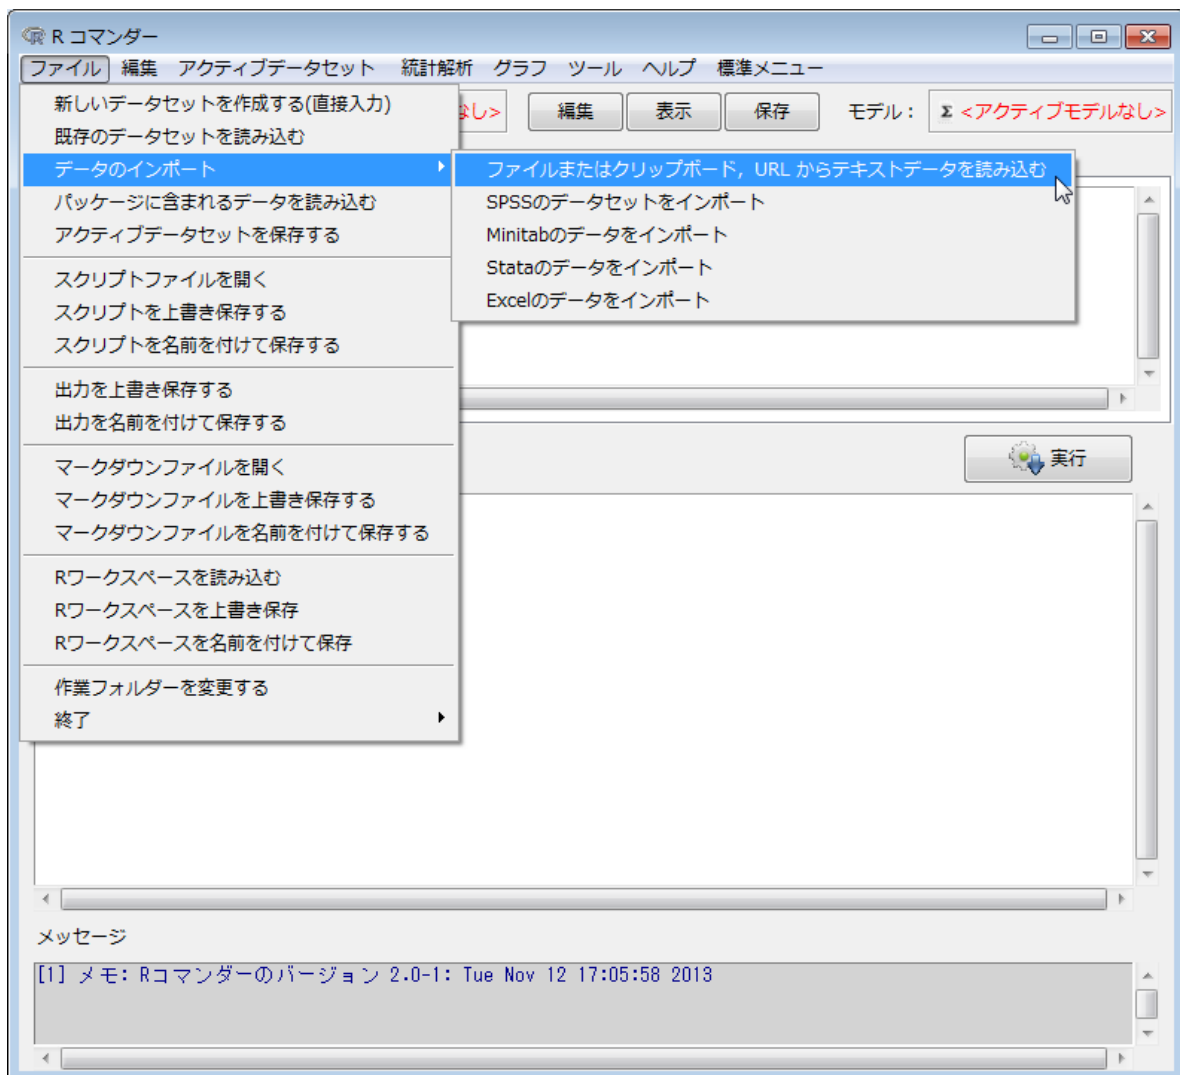 R コマンダー
ファイル 編集 アクティブデータセット 統計解析 グラフ ツール ヘルプ 標準メニュー
なし> 編集 表示 保存 モデル： Σ <アクティブモデルなし>
新しいデータセットを作成する(直接入力)
既存のデータセットを読み込む
データのインポート
パッケージに含まれるデータを読み込む
アクティブデータセットを保存する
スクリプトファイルを開く
スクリプトを上書き保存する
スクリプトを名前を付けて保存する
出力を上書き保存する
出力を名前を付けて保存する
マークダウンファイルを開く
マークダウンファイルを上書き保存する
マークダウンファイルを名前を付けて保存する
Rワークスペースを読み込む
Rワークスペースを上書き保存
Rワークスペースを名前を付けて保存
作業フォルダーを変更する
終了
ファイルまたはクリップボード，URL からテキストデータを読み込む
SPSSのデータセットをインポート
Minitabのデータをインポート
Stataのデータをインポート
Excelのデータをインポート
実行
メッセージ
[1] メモ: Rコマンダーのバージョン 2.0-1: Tue Nov 12 17:05:58 2013